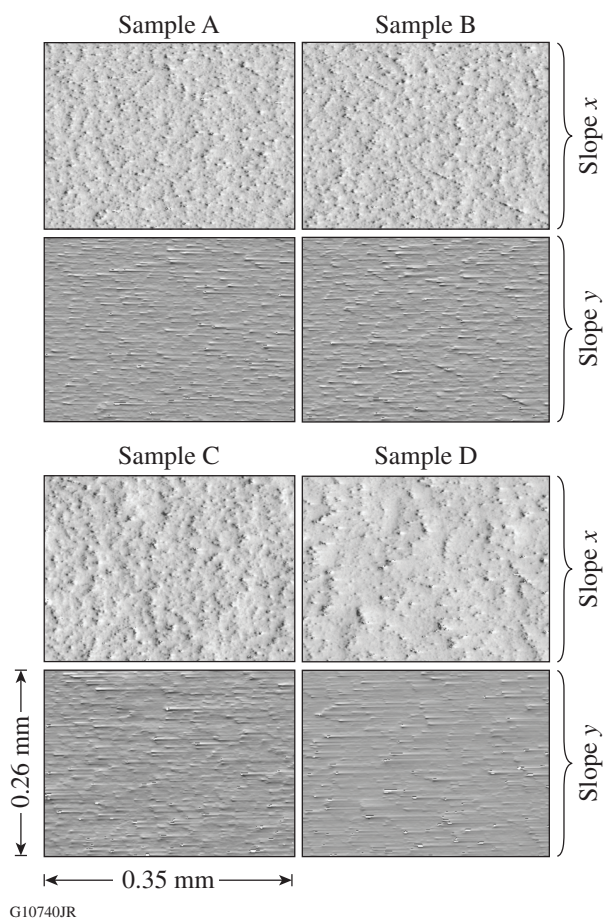 Sample A
Sample B
Slope x
Slope y
Sample C
Sample D
Slope x
Slope y
0.26 mm
0.35 mm
G10740JR